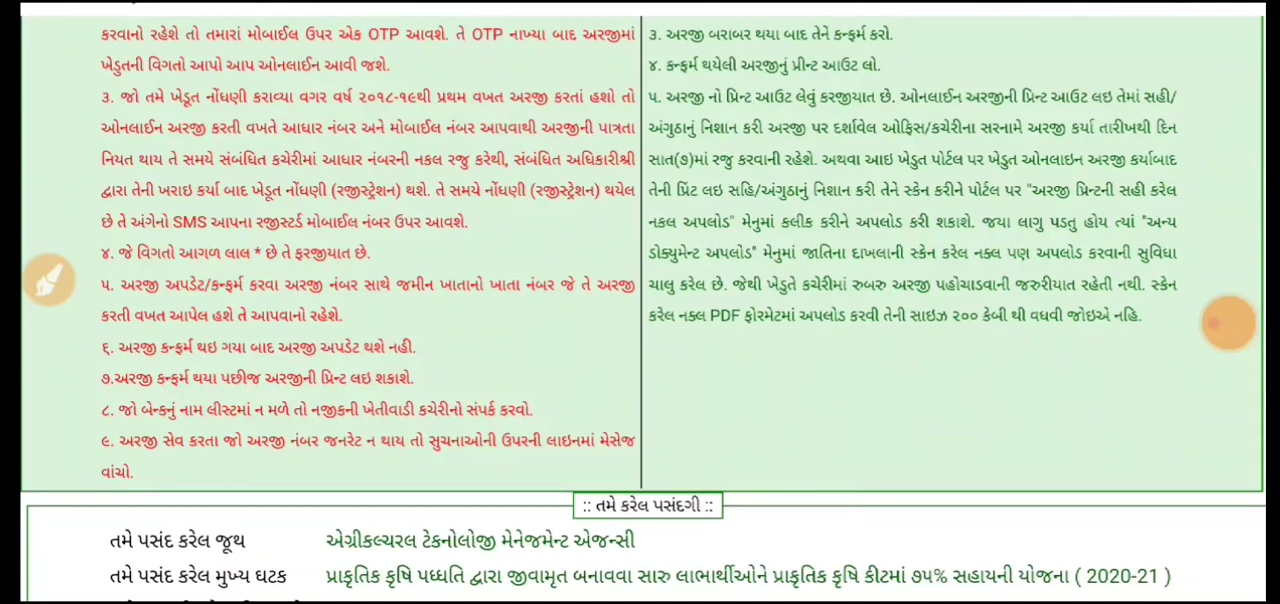 કરવાનો રહેશે તો તમારાં મોબાઈલ ઉપર એક OTP આવશે. તે OTP નાખ્યા બાદ અરજીમાં
ખેડુતની વિગતો આપો આપ ઓનલાઈન આવી જશે.
૩. જો તમે ખેડૂત નોંધણી કરાવ્યા વગર વર્ષ ૨૦૧૮-૧૯થી પ્રથમ વખત અરજી કરતાં હશો તો
ઓનલાઈન અરજી કરતી વખતે આધાર નંબર અને મોબાઈલ નંબર આપવાથી અરજીની પાત્રતા
નિયત થાય તે સમયે સંબંધિત કચેરીમાં આધાર નંબરની નકલ રજુ કરેથી, સંબંધિત અધિકારીશ્રી
દ્વારા તેની ખરાઇ કર્યા બાદ ખેડૂત નોંધણી (રજીસ્ટ્રેશન) થશે. તે સમયે નોંધણી (રજીસ્ટ્રેશન) થયેલ
છે તે અંગેનો SMS આપના રજીસ્ટર્ડ મોબાઈલ નંબર ઉપર આવશે.
૪. જે વિગતો આગળ લાલ * છે તે ફરજીયાત છે.
૫. અરજી અપડેટ/કન્ફર્મ કરવા અરજી નંબર સાથે જમીન ખાતાનો ખાતા નંબર જે તે અરજી
કરતી વખત આપેલ હશે તે આપવાનો રહેશે.
૬. અરજી કન્ફર્મ થઇ ગયા બાદ અરજી અપડેટ થશે નહી.
૭.અરજી કન્ફર્મ થયા પછીજ અરજીની પ્રિન્ટ લઇ શકાશે.
૮. જો બેન્કનું નામ લીસ્ટમાં ન મળે તો નજીકની ખેતીવાડી કચેરીનો સંપર્ક કરવો.
૯. અરજી સેવ કરતા જો અરજી નંબર જનરેટ ન થાય તો સુચનાઓની ઉપરની લાઇનમાં મેસેજ
વાંચો.
૩. અરજી બરાબર થયા બાદ તેને કન્ફર્મ કરો.
૪. કન્ફર્મ થયેલી અરજીનું પ્રીન્ટ આઉટ લો.
૫. અરજી નો પ્રિન્ટ આઉટ લેવું કરજીયાત છે. ઓનલાઈન અરજીની પ્રિન્ટ આઉટ લઇ તેમાં સહી/
અંગુઠાનું નિશાન કરી અરજી પર દર્શાવેલ ઓફિસ/કચેરીના સરનામે અરજી કર્યા તારીખથી દિન
સાત(૭)માં રજુ કરવાની રહેશે. અથવા આઇ ખેડુત પોર્ટલ પર ખેડુત ઓનલાઇન અરજી કર્યાબાદ
તેની પ્રિંટ લઇ સહિ/અંગુઠાનું નિશાન કરી તેને સ્કેન કરીને પોર્ટલ પર "અરજી પ્રિન્ટની સહી કરેલ
નકલ અપલોડ" મેનુમાં કલીક કરીને અપલોડ કરી શકાશે. જયા લાગુ પડતુ હોય ત્યાં "અન્ય
ડોક્યુમેન્ટ અપલોડ" મેનુમાં જાતિના દાખલાની સ્કેન કરેલ નક્લ પણ અપલોડ કરવાની સુવિધા
ચાલુ કરેલ છે. જેથી ખેડુતે કચેરીમાં રુબરુ અરજી પહોચાડવાની જરુરીયાત રહેતી નથી. સ્કેન
કરેલ નક્લ PDF ફોરમેટમાં અપલોડ કરવી તેની સાઇઝ ૨૦૦ કેબી થી વધવી જોઇએ નહિ.
:: તમે કરેલ પસંદગી ::
તમે પસંદ કરેલ જૂથ એગ્રીકલ્ચરલ ટેકનોલોજી મેનેજમેન્ટ એજન્સી
તમે પસંદ કરેલ મુખ્ય ઘટક પ્રાકૃતિક કૃષિ પધ્ધતિ દ્વારા જીવામૃત બનાવવા સારુ લાભાર્થીઓને પ્રાકૃતિક કૃષિ કીટમાં ૭૫% સહાયની યોજના ( 2020-21 )